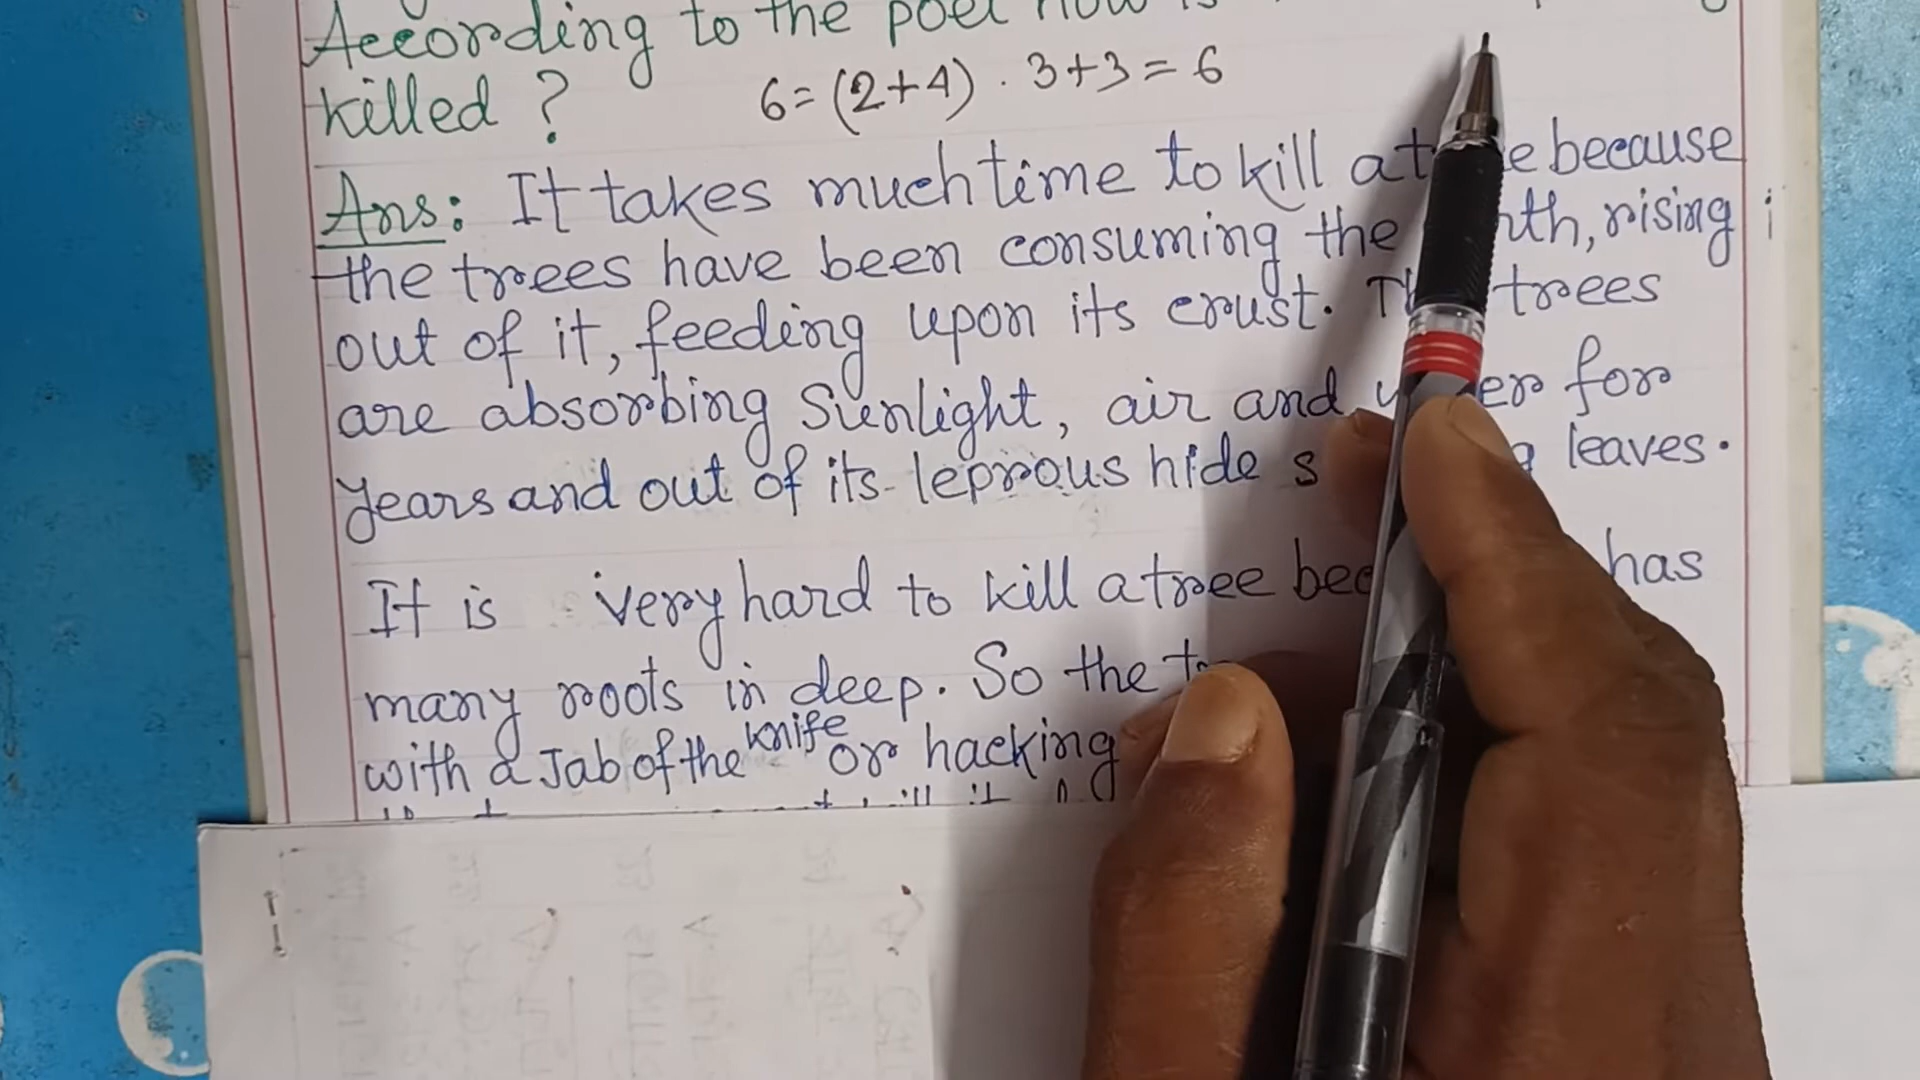 According to the poet how is
killed ? 6=(2+4) . 3+3=6
Ans: It takes much time to kill a because
the trees have been consuming the rising
out of it, feeding upon its crust. trees
are absorbing Sunlight, air and for
years and out of its leprous hide leaves.
It is very hard to kill a tree has
many roots in deep. So the
with a Jab of the knife or hacking